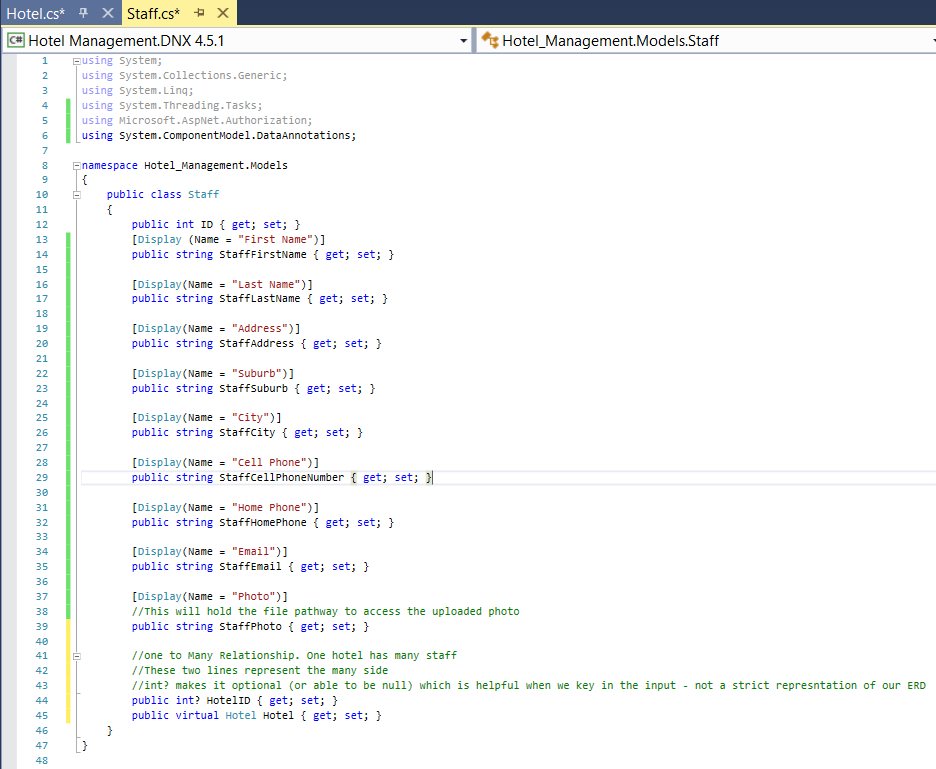 Hotel.cs* Staff.cs*
C# Hotel Management.DNX 4.5.1 Hotel_Management.Models.Staff
1 using System;
2 using System.Collections.Generic;
3 using System.Linq;
4 using System.Threading.Tasks;
5 using Microsoft.AspNet.Authorization;
6 using System.ComponentModel.DataAnnotations;
7
8 namespace Hotel_Management.Models
9 {
10 public class Staff
11 {
12 public int ID { get; set; }
13 [Display (Name = "First Name")]
14 public string StaffFirstName { get; set; }
15
16 [Display(Name = "Last Name")]
17 public string StaffLastName { get; set; }
18
19 [Display(Name = "Address")]
20 public string StaffAddress { get; set; }
21
22 [Display(Name = "Suburb")]
23 public string StaffSuburb { get; set; }
24
25 [Display(Name = "City")]
26 public string StaffCity { get; set; }
27
28 [Display(Name = "Cell Phone")]
29 public string StaffCellPhoneNumber { get; set; }
30
31 [Display(Name = "Home Phone")]
32 public string StaffHomePhone { get; set; }
33
34 [Display(Name = "Email")]
35 public string StaffEmail { get; set; }
36
37 [Display(Name = "Photo")]
38 //This will hold the file pathway to access the uploaded photo
39 public string StaffPhoto { get; set; }
40
41 //one to Many Relationship. One hotel has many staff
42 //These two lines represent the many side
43 //int? makes it optional (or able to be null) which is helpful when we key in the input - not a strict represntation of our ERD
44 public int? HotelID { get; set; }
45 public virtual Hotel Hotel { get; set; }
46 }
47 }
48